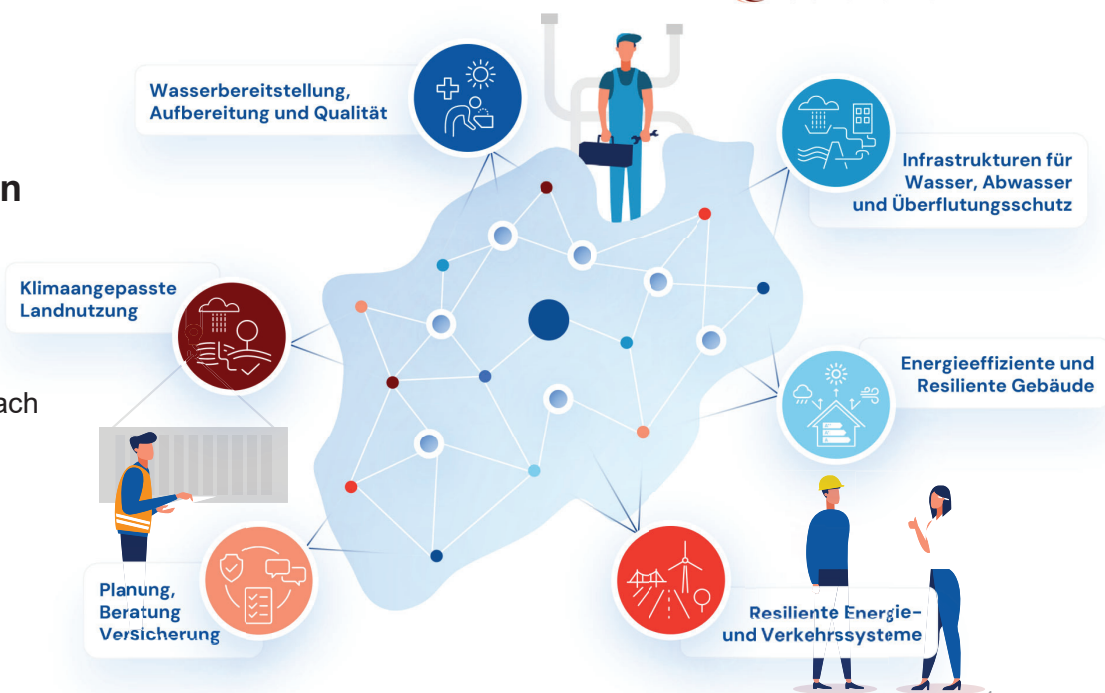 Wasserbereitstellung,
Aufbereitung und Qualität
Infrastrukturen für
Wasser, Abwasser
und Überflutungsschutz
n
Klimaangepasste
Landnutzung
ach
Energieeffiziente und
Resiliente Gebäude
Planung,
Beratung
Versicherung
Resiliente Energie-
und Verkehrssysteme